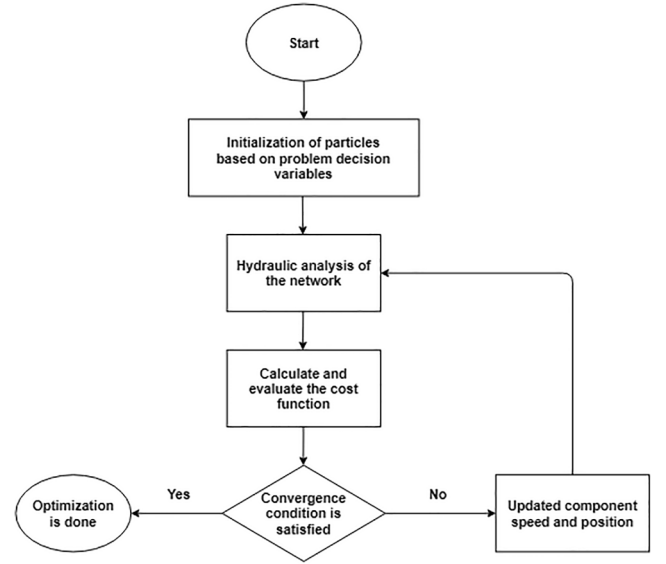 Start
Initialization of particles
based on problem decision
variables
Hydraulic analysis of
the network
Calculate and
evaluate the cost
function
Yes
No
Optimization
is done
Convergence
condition is
satisfied
Updated component
speed and position